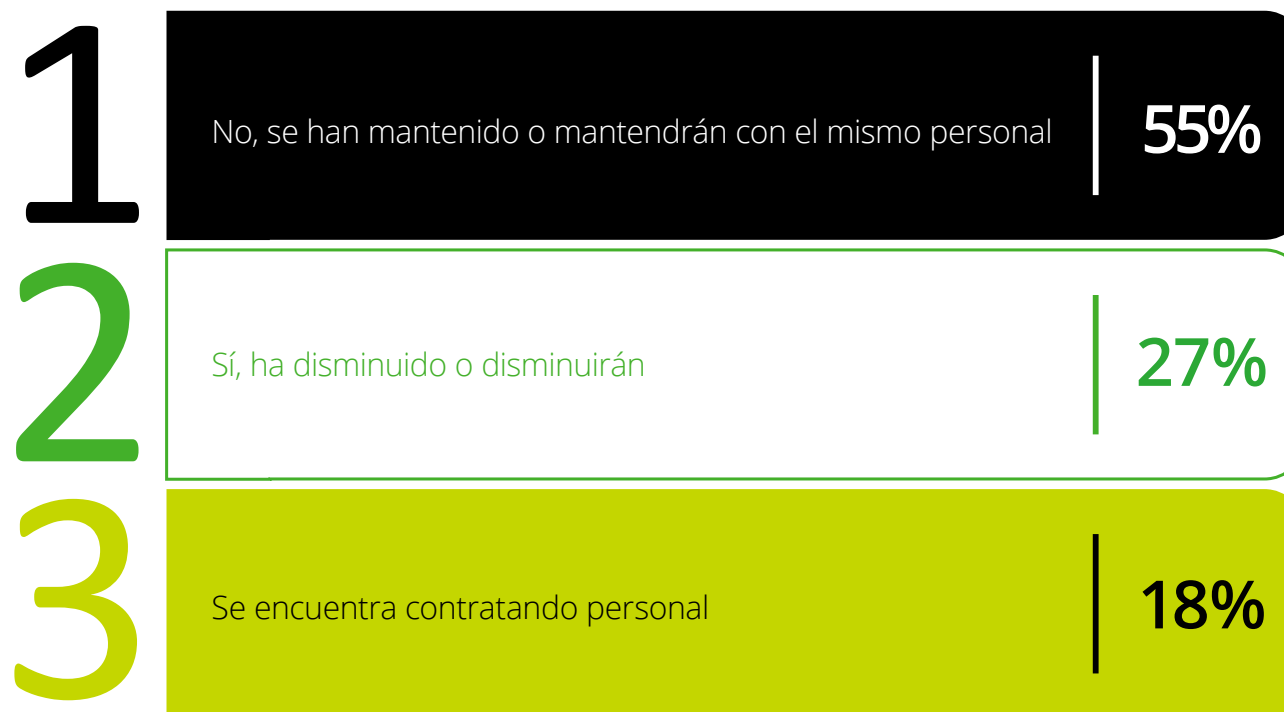 1
No, se han mantenido o mantendrán con el mismo personal
55%
2
Sí, ha disminuido o disminuirán
27%
3
Se encuentra contratando personal
18%